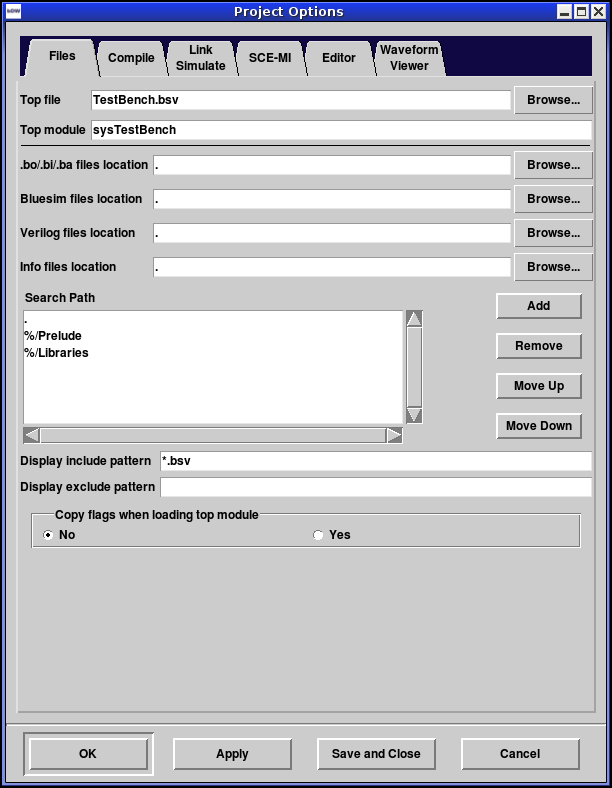 Project Options
Files
Compile
Link
Simulate
SCE-MI
Editor
Waveform
Viewer
Top file
TestBench.bsv
Browse...
Top module
sysTestBench
.bo/.bi/.ba files location
.
Browse...
Bluesim files location
.
Browse...
Verilog files location
.
Browse...
Info files location
.
Browse...
Search Path
.
%/Prelude
%/Libraries
Add
Remove
Move Up
Move Down
Display include pattern
*.bsv
Display exclude pattern
Copy flags when loading top module
No
Yes
OK
Apply
Save and Close
Cancel